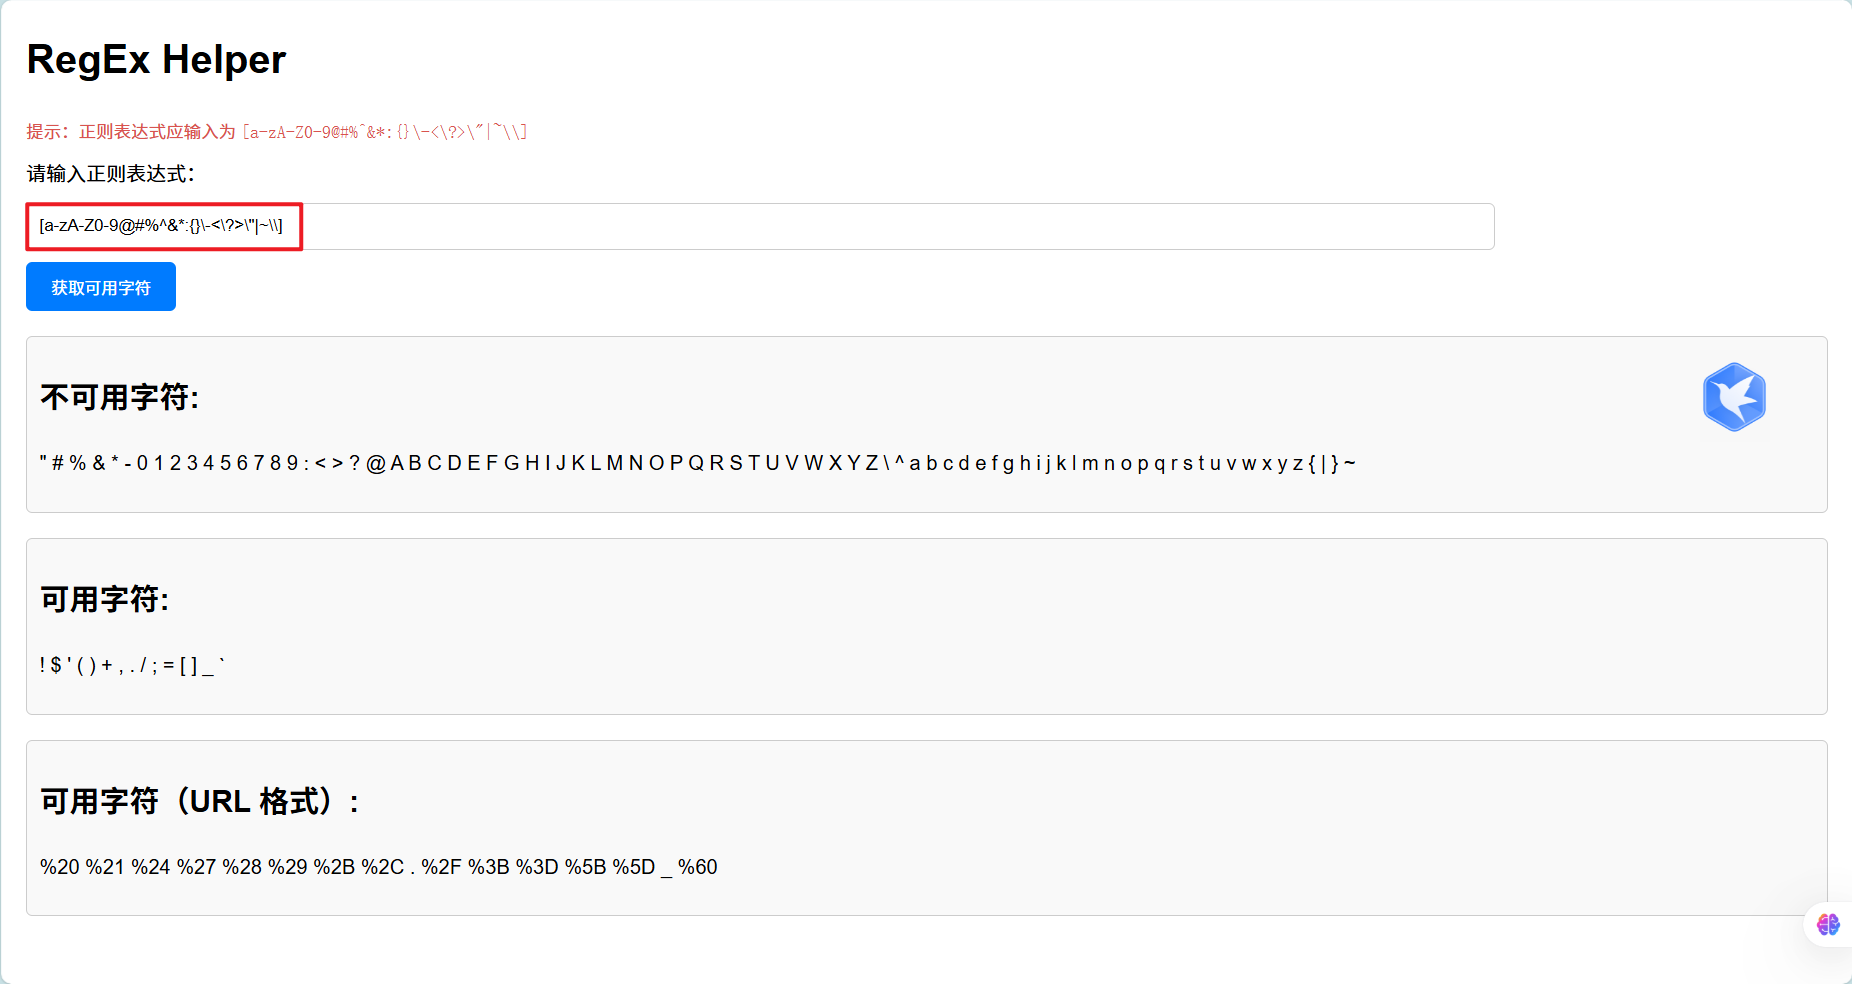 RegEx Helper
提示：正则表达式应输入为 [a-zA-Z0-9@#%^&*:{}\-<\?>\"|~\\]
请输入正则表达式：
[a-zA-Z0-9@#%^&*:{}\-<\?>\"|~\\]
获取可用字符
不可用字符:
" # % & * - 0 1 2 3 4 5 6 7 8 9 : < > ? @ A B C D E F G H I J K L M N O P Q R S T U V W X Y Z \ ^ a b c d e f g h i j k l m n o p q r s t u v w x y z { | } ~
可用字符:
! $ ' ( ) + , . / ; = [ ] _ `
可用字符（URL 格式）:
%20 %21 %24 %27 %28 %29 %2B %2C . %2F %3B %3D %5B %5D _ %60